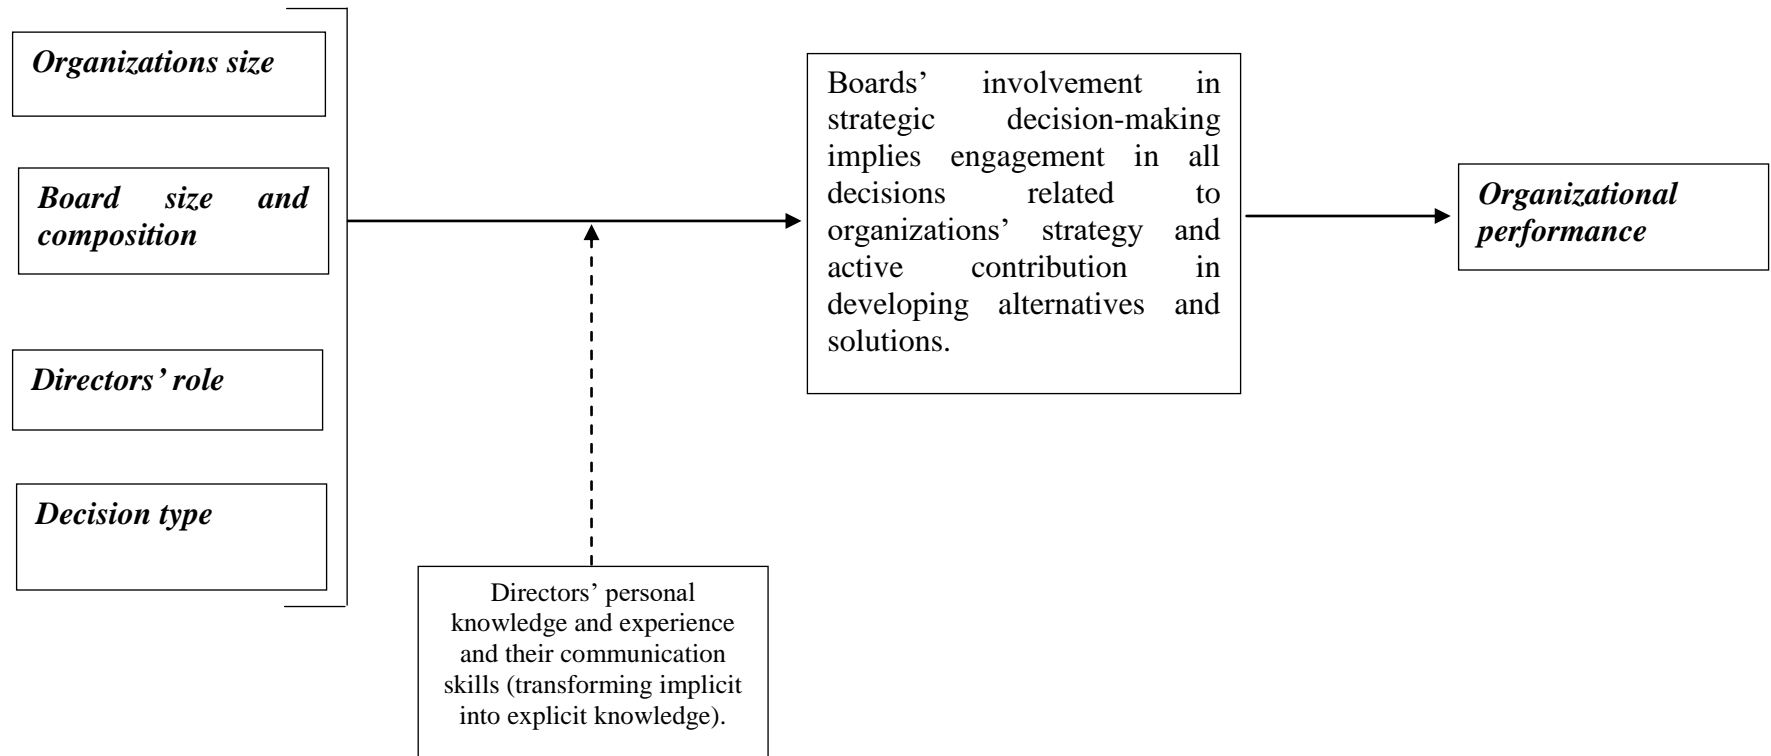 Organizations size
Board size and
composition
Directors’ role
Decision type
Directors’ personal
knowledge and experience
and their communication
skills (transforming implicit
into explicit knowledge).
Boards’ involvement in
strategic decision-making
implies engagement in all
decisions related to
organizations’ strategy and
active contribution in
developing alternatives and
solutions.
Organizational
performance